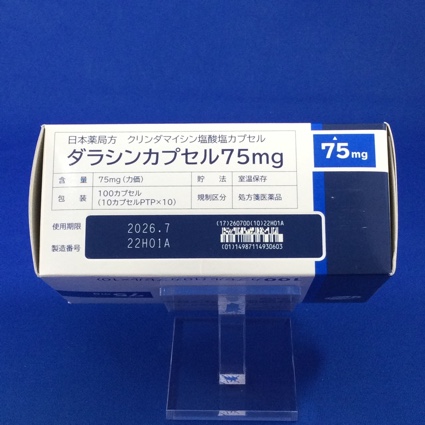 日本薬局方 クリンダマイシン塩酸塩カプセル
ダラシンカプセル75mg
75mg
含量 75mg(力価) 貯法 室温保存
包装 100カプセル (10カプセルPTP×10) 規制区分 処方箋医薬品
使用期限 2026.7
製造番号 22H01A
(17)260700(10)22H01A
(01)14987114930603
75